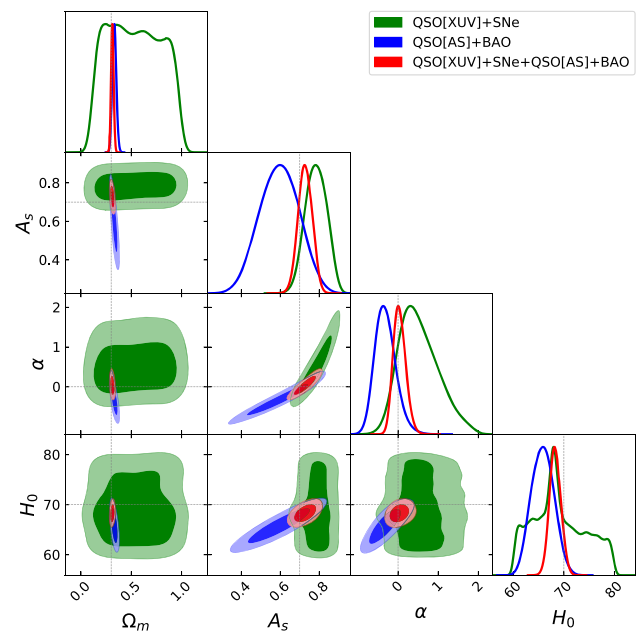 QSO[XUV]+SNe
QSO[AS]+BAO
QSO[XUV]+SNe+QSO[AS]+BAO
0.8
0.6
0.4
A_s
2
1
0
α
80
70
60
H_0
0.0 0.5 1.0
Ω_m
0.4 0.6 0.8
A_s
0 1 2
α
60 70 80
H_0